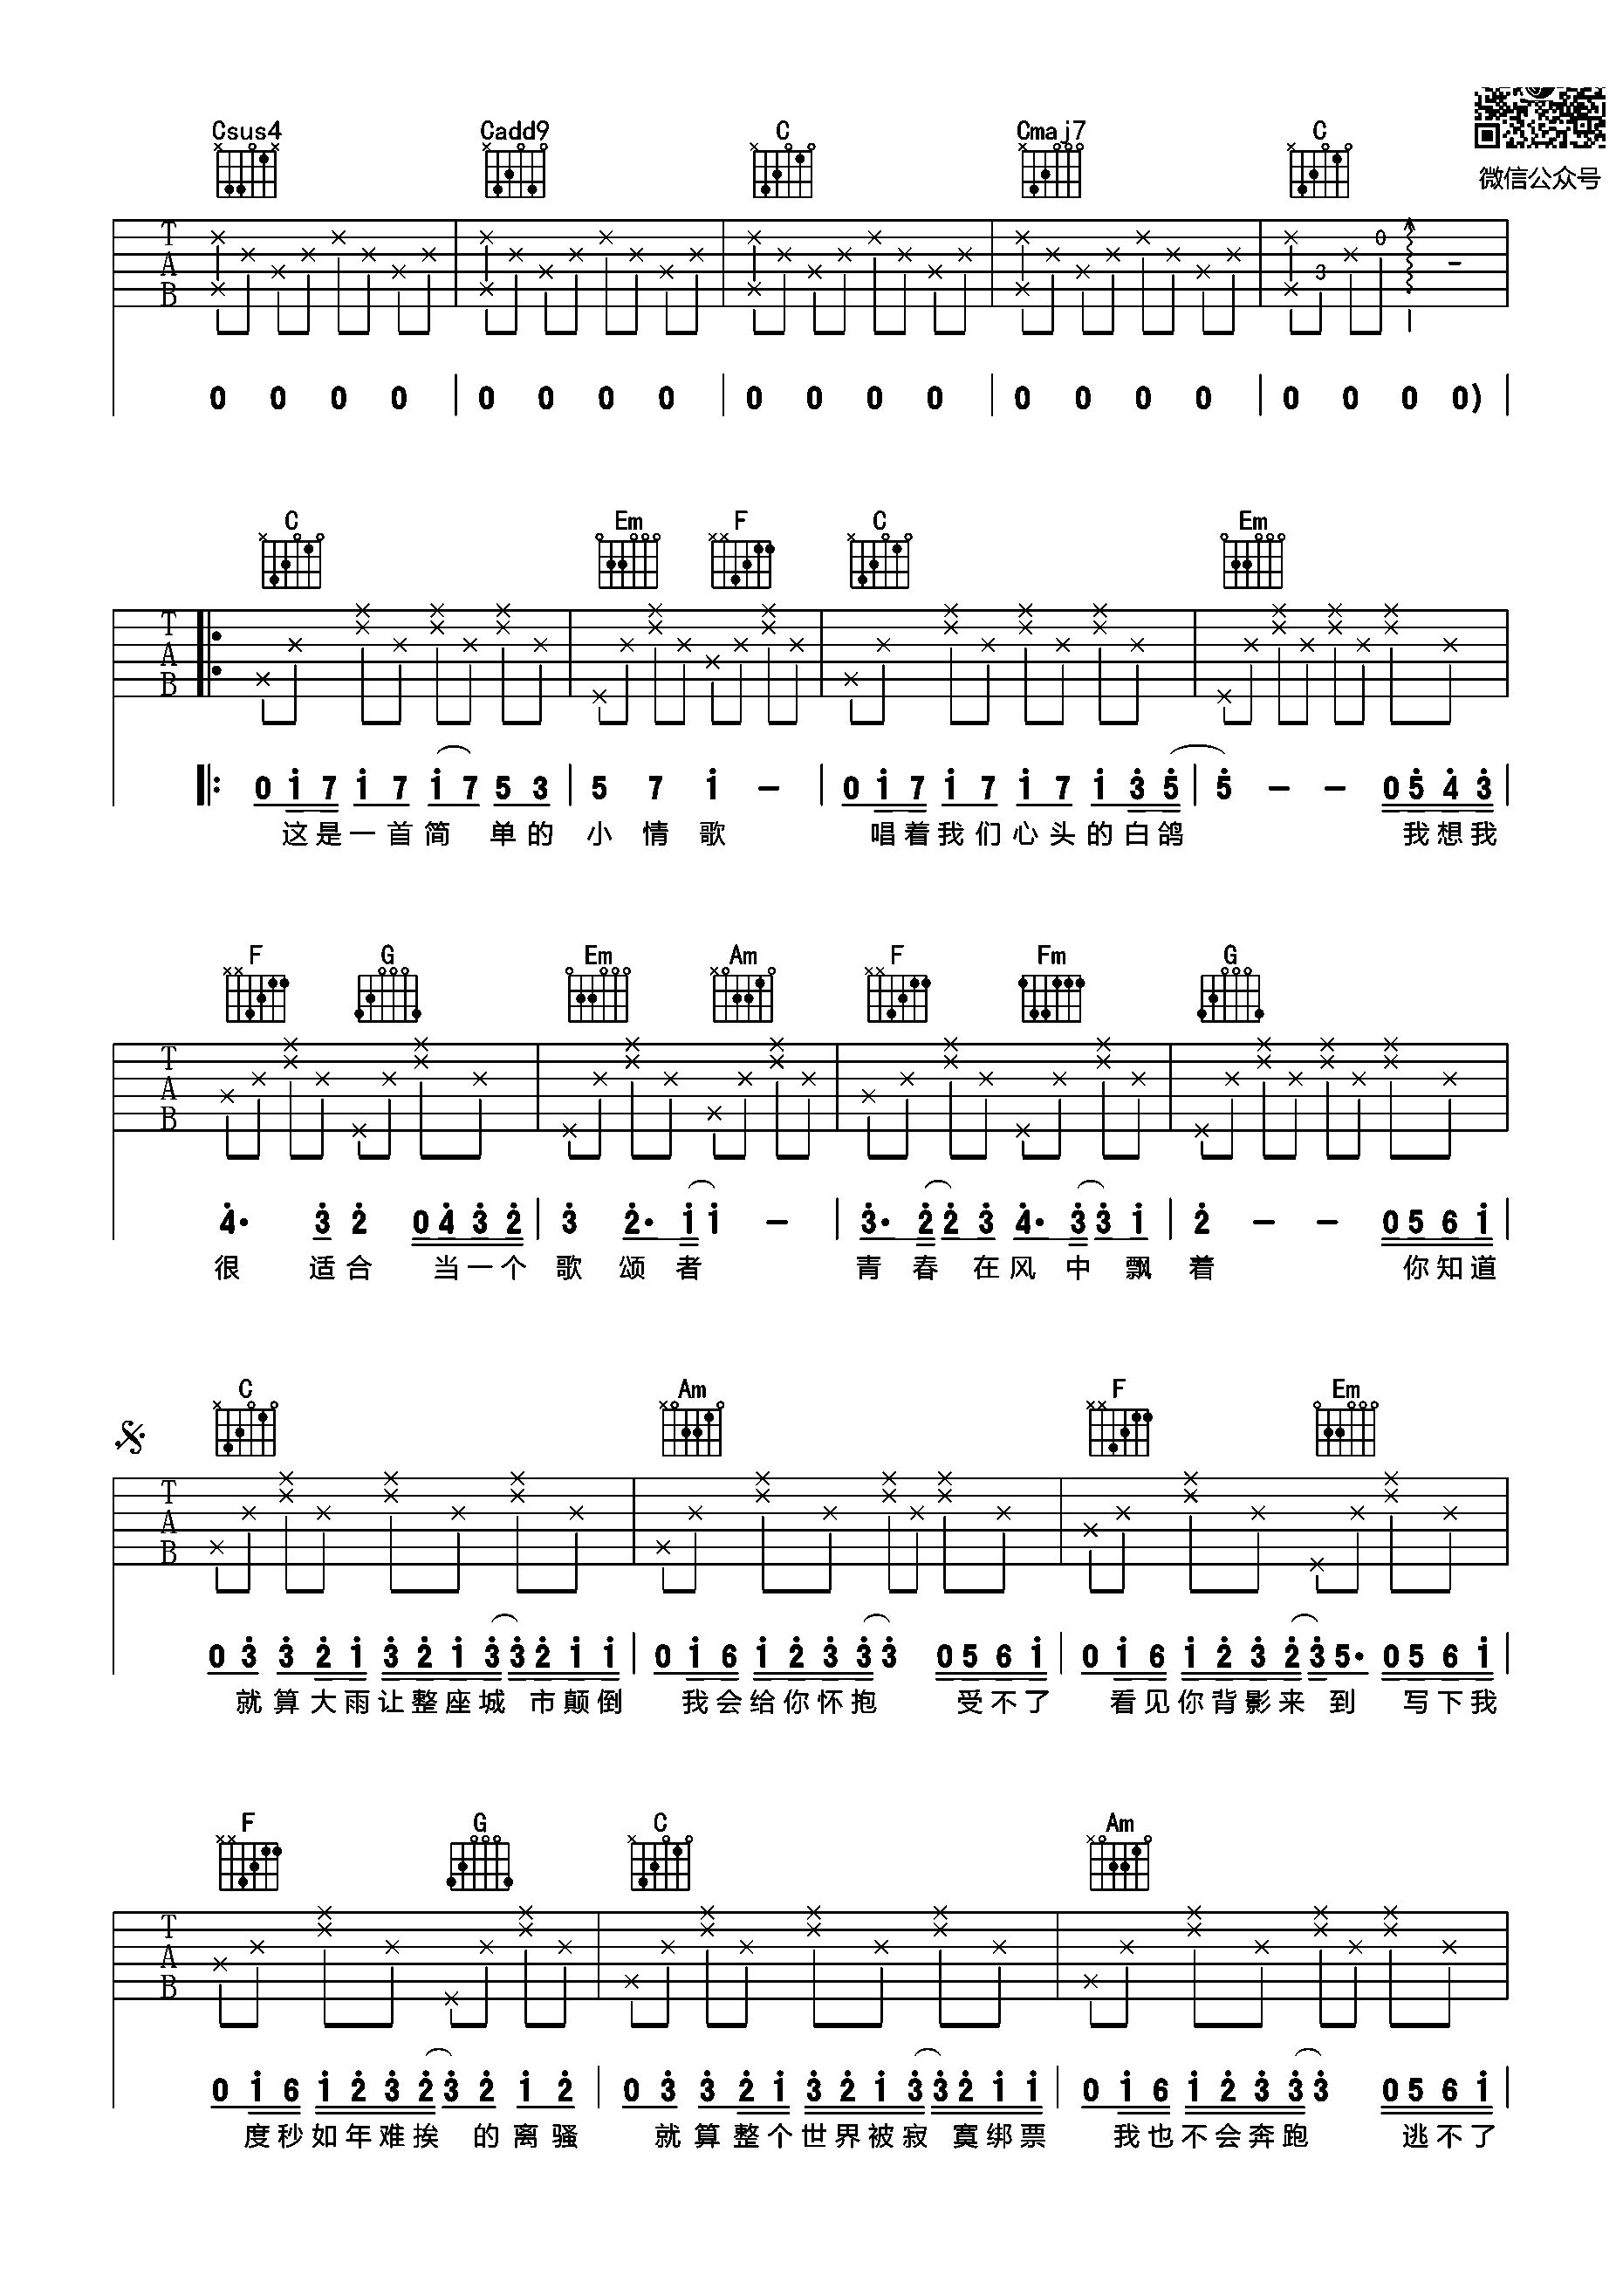 Csus4 Cadd9 C Cmaj7 C
微信公众号
T
A
B
3 0 -
0 0 0 0 | 0 0 0 0 | 0 0 0 0 | 0 0 0 0 | 0 0 0 0) |
C Em F C Em
T
A
B
0 1 7 1 7 1 7 5 3 | 5 7 1 - | 0 1 7 1 7 1 7 1 3 5 | 5 - - 0 5 4 3 |
这是一首简 单的 小 情 歌 唱着我们心头的白鸽 我想我
F G Em Am F Fm G
T
A
B
4· 3 2 0 4 3 2 | 3 2· 1 1 - | 3· 2 2 3 4· 3 3 1 | 2 - - 0 5 6 1 |
很 适合 当一个 歌 颂 者 青 春 在风 中 飘 着 你知道
C Am F Em
T
A
B
0 3 3 2 1 3 2 1 3 3 2 1 1 | 0 1 6 1 2 3 3 3 0 5 6 1 | 0 1 6 1 2 3 2 3 5· 0 5 6 1 |
就算大雨让整座城 市颠倒 我会给你怀抱 受不了 看见你背影来 到 写下我
F G C Am
T
A
B
0 1 6 1 2 3 2 3 2 1 2 | 0 3 3 2 1 3 2 1 3 3 2 1 1 | 0 1 6 1 2 3 3 3 0 5 6 1 |
度秒如年难挨 的离骚 就算整个世界被寂 寞绑票 我也不会奔跑 逃不了